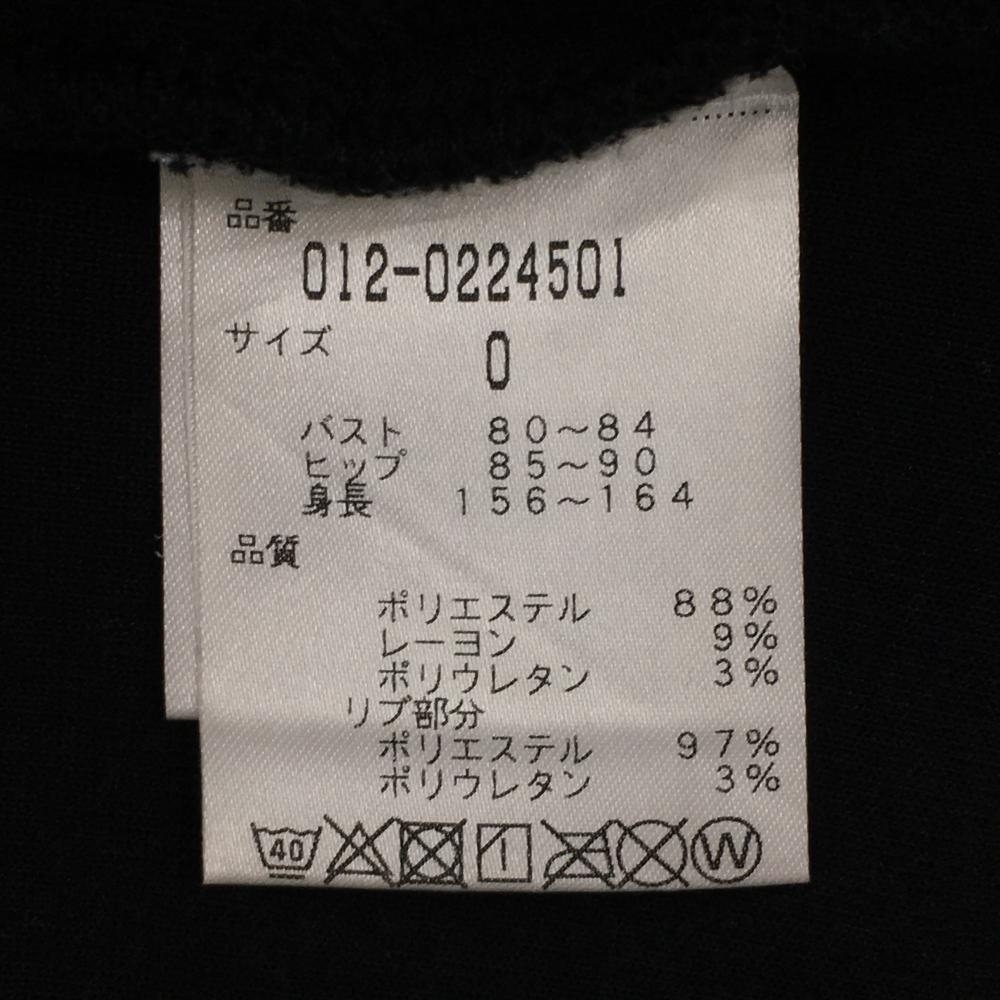 品番
012-0224501
サイズ
0
バスト 80～84
ヒップ 85～90
身長 156～164
品質
ポリエステル 88%
レーヨン 9%
ポリウレタン 3%
リブ部分
ポリエステル 97%
ポリウレタン 3%
40 W